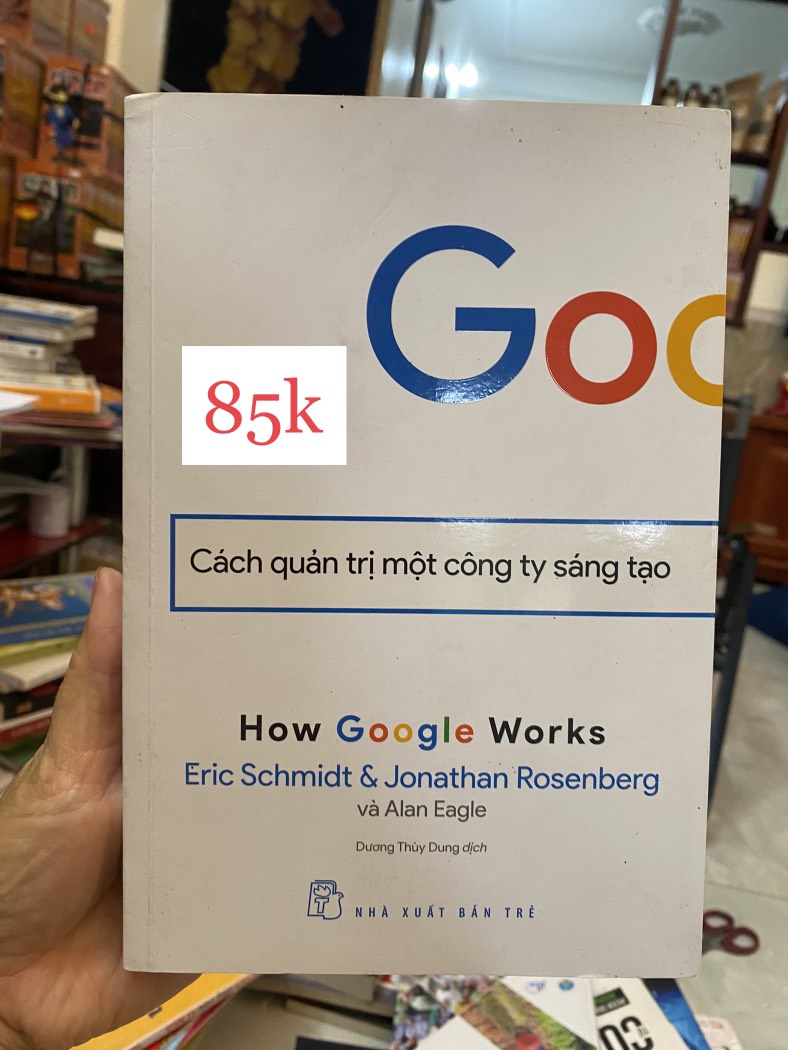 Goo
85k
Cách quản trị một công ty sáng tạo
How Google Works
Eric Schmidt & Jonathan Rosenberg
và Alan Eagle
Dương Thùy Dung dịch
NHÀ XUẤT BẢN TRẺ
03